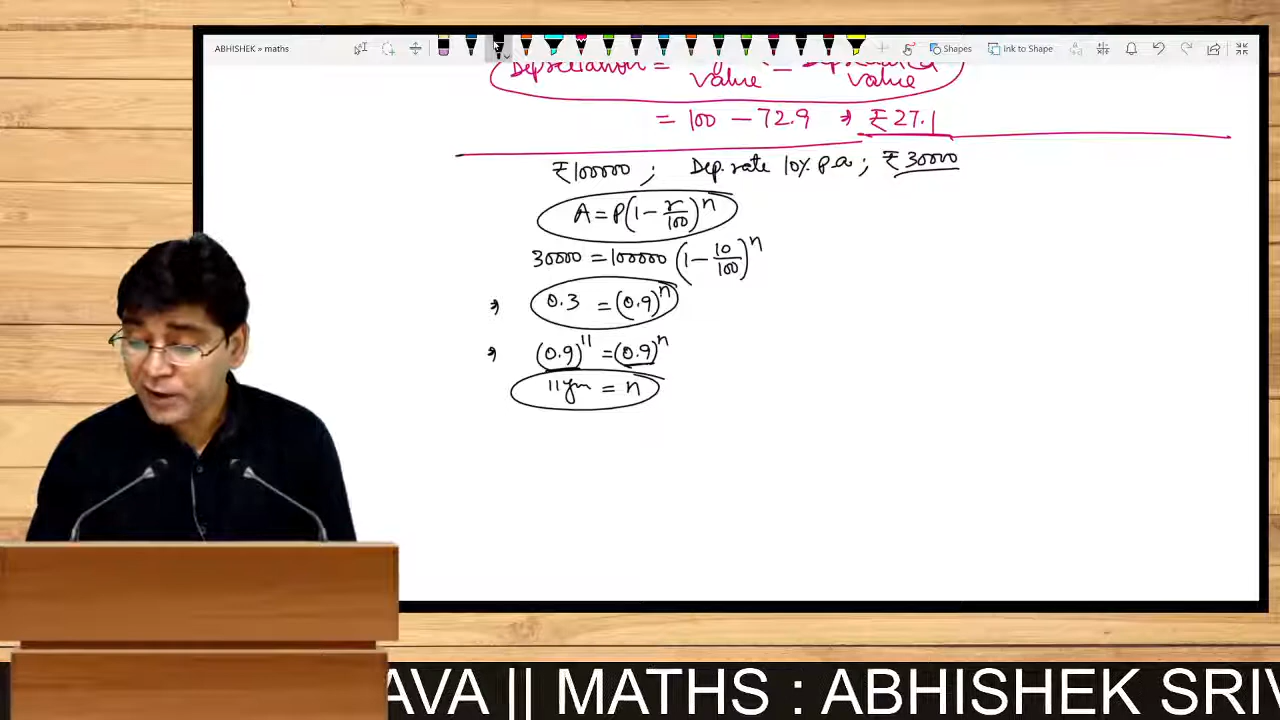 ABHISHEK » maths
Shapes
Ink to Shape
Depreciation =
value – value
= 100 – 72.9 ⇒ ₹27.1
₹100000 ; Dep. rate 10% p.a ; ₹30000
A = P(1 – r/100)^n
30000 = 100000 (1 – 10/100)^n
⇒ 0.3 = (0.9)^n
⇒ (0.9)^11 = (0.9)^n
= n
AVA || MATHS : ABHISHEK SRIV